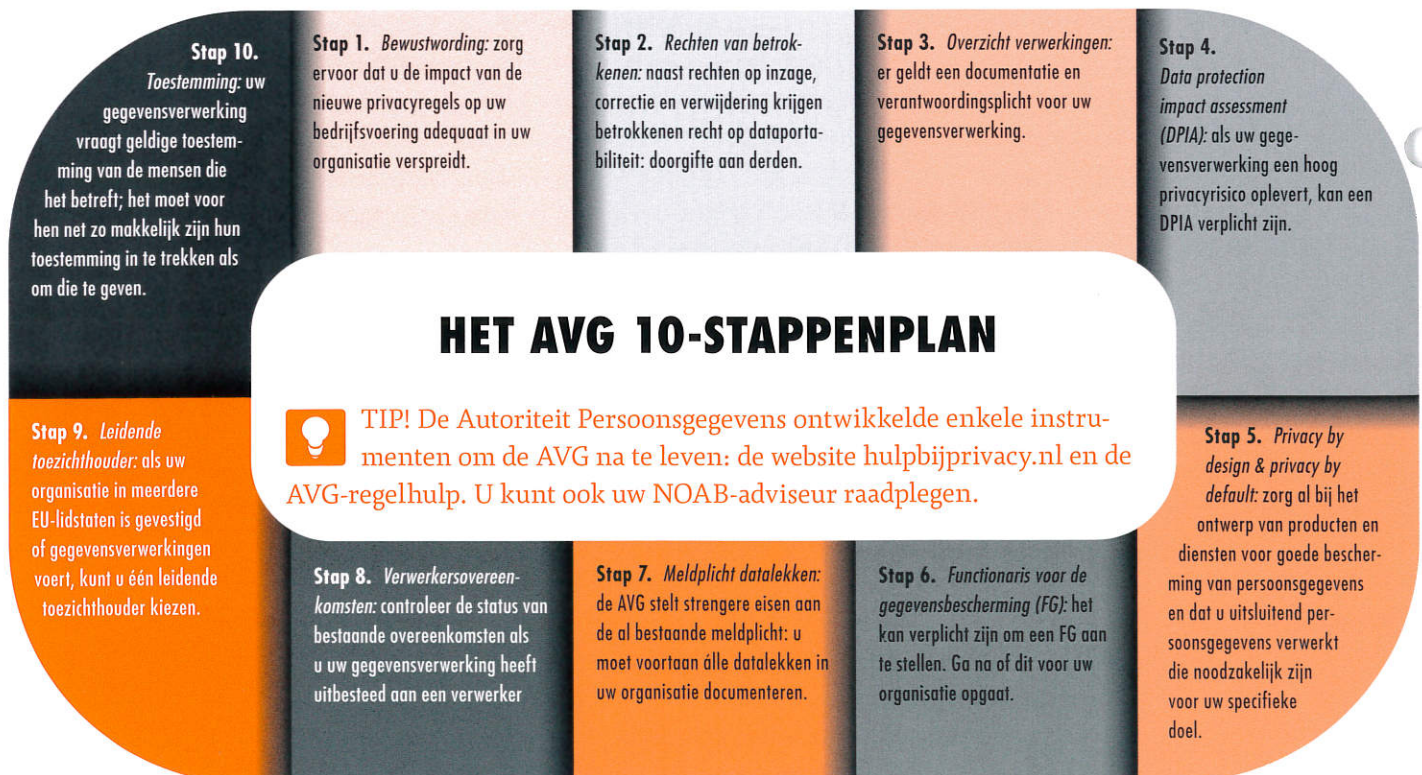 HET AVG 10-STAPPENPLAN
TIP! De Autoriteit Persoonsgegevens ontwikkelde enkele instru-
menten om de AVG na te leven: de website hulpbijprivacy.nl en de
AVG-regelhulp. U kunt ook uw NOAB-adviseur raadplegen.
Stap 1. Bewustwording: zorg
ervoor dat u de impact van de
nieuwe privacyregels op uw
bedrijfsvoering adequaat in uw
organisatie verspreidt.
Stap 2. Rechten van betrok-
kenen: naast rechten op inzage,
correctie en verwijdering krijgen
betrokkenen recht op dataporta-
biliteit: doorgifte aan derden.
Stap 3. Overzicht verwerkingen:
er geldt een documentatie en
verantwoordingsplicht voor uw
gegevensverwerking.
Stap 4.
Data protection
impact assessment
(DPIA): als uw gege-
vensverwerking een hoog
privacyrisico oplevert, kan een
DPIA verplicht zijn.
Stap 5. Privacy by
design & privacy by
default: zorg al bij het
ontwerp van producten en
diensten voor goede bescher-
ming van persoonsgegevens
en dat u uitsluitend per-
soonsgegevens verwerkt
die noodzakelijk zijn
voor uw specifieke
doel.
Stap 6. Functionaris voor de
gegevensbescherming (FG): het
kan verplicht zijn om een FG aan
te stellen. Ga na of dit voor uw
organisatie opgaat.
Stap 7. Meldplicht datalekken:
de AVG stelt strengere eisen aan
de al bestaande meldplicht: u
moet voortaan álle datalekken in
uw organisatie documenteren.
Stap 8. Verwerkersovereen-
komsten: controleer de status van
bestaande overeenkomsten als
u uw gegevensverwerking heeft
uitbesteed aan een verwerker
Stap 9. Leidende
toezichthouder: als uw
organisatie in meerdere
EU-lidstaten is gevestigd
of gegevensverwerkingen
voert, kunt u één leidende
toezichthouder kiezen.
Stap 10.
Toestemming: uw
gegevensverwerking
vraagt geldige toestem-
ming van de mensen die
het betreft; het moet voor
hen net zo makkelijk zijn hun
toestemming in te trekken als
om die te geven.